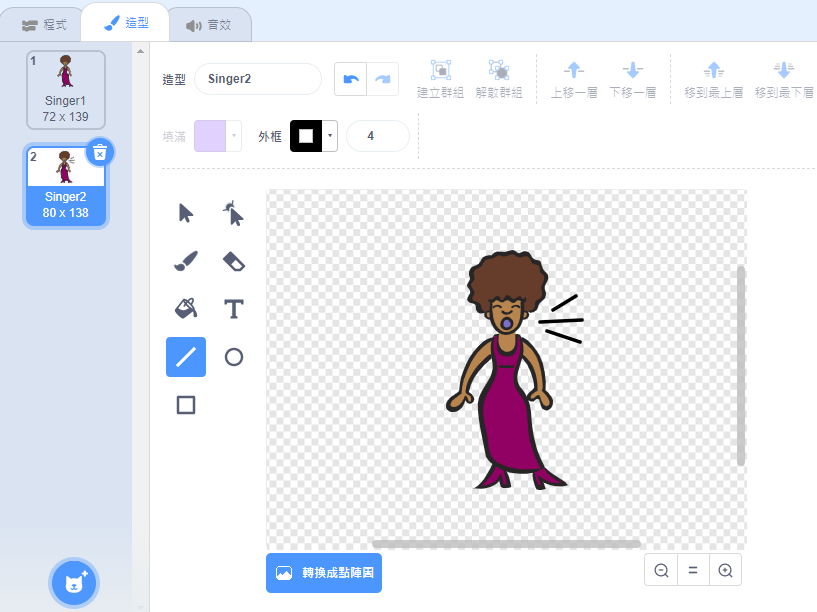 程式
造型
音效
1
Singer1
72 x 139
2
Singer2
80 x 138
造型
Singer2
建立群組
解散群組
上移一層
下移一層
移到最上層
移到最下層
填滿
外框
4
T
轉換成點陣圖